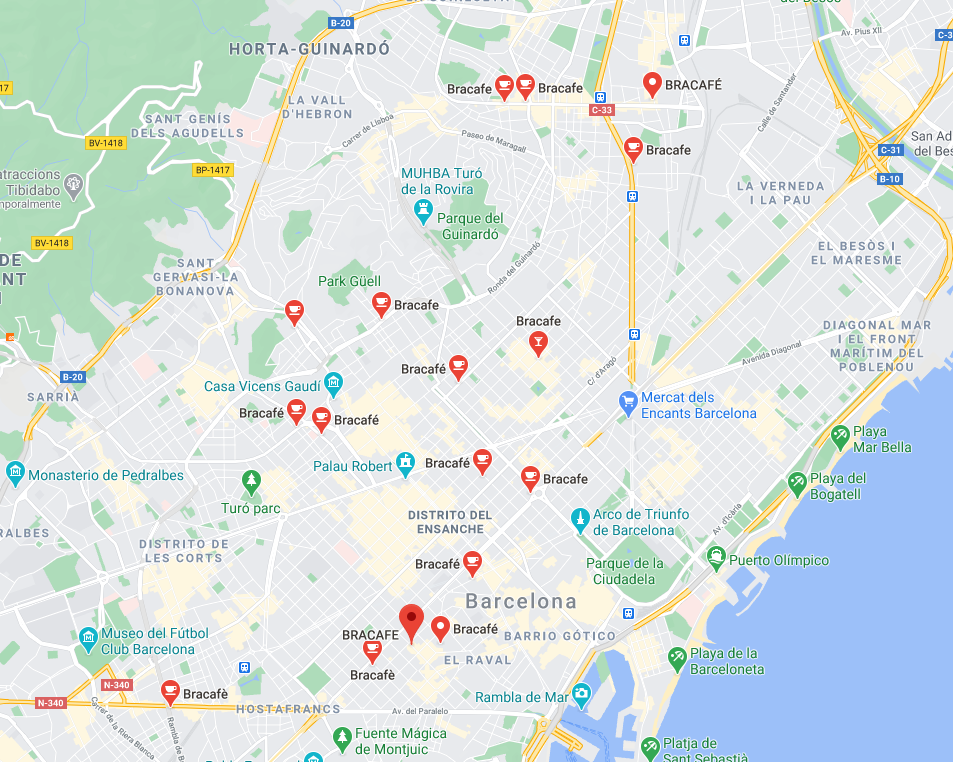 B-20
HORTA-GUINARDÓ
Av. Pius XII
C-3
17
Bracafe
Bracafe
BRACAFÉ
LA VALL
D'HEBRON
C-33
Calle de Santander
SANT GENÍS
DELS AGUDELLS
Carrer de Lisboa
Paseo de Maragall
BV-1418
Bracafe
San Ad
del Bes
C-31
B-10
BP-1417
MUHBA Turó
de la Rovira
atraccions
Tibidabo
mporalmente
LA VERNEDA
I LA PAU
Parque del
Guinardó
BV-1418
EL BESÒS I
EL MARESME
DE
NT
I
SANT
GERVASI-LA
BONANOVA
Ronda del Guinardó
Park Güell
Bracafe
Bracafe
DIAGONAL MAR
I EL FRONT
MARÍTIM DEL
POBLENOU
Avenida Diagonal
C/ d'Aragó
Bracafé
B-20
SARRIÀ
Casa Vicens Gaudí
Mercat dels
Encants Barcelona
Bracafé
Bracafé
Playa
Mar Bella
Palau Robert
Bracafé
Monasterio de Pedralbes
Bracafe
Playa del
Bogatell
Turó parc
DISTRITO DEL
ENSANCHE
Arco de Triunfo
de Barcelona
Av. d'Icària
RALBES
DISTRITO DE
LES CORTS
Bracafé
Parque de la
Ciudadela
Puerto Olímpico
Barcelona
BRACAFE
Bracafé
BARRIO GÓTICO
Museo del Fútbol
Club Barcelona
EL RAVAL
Playa de la
Barceloneta
Bracafè
N-340
Bracafè
Rambla de Mar
N-340
HOSTAFRANCS
Av. del Paralelo
Carrer de la Riera Blanca
Rambla de B
Fuente Mágica
de Montjuic
Platja de
Sant Sebastià